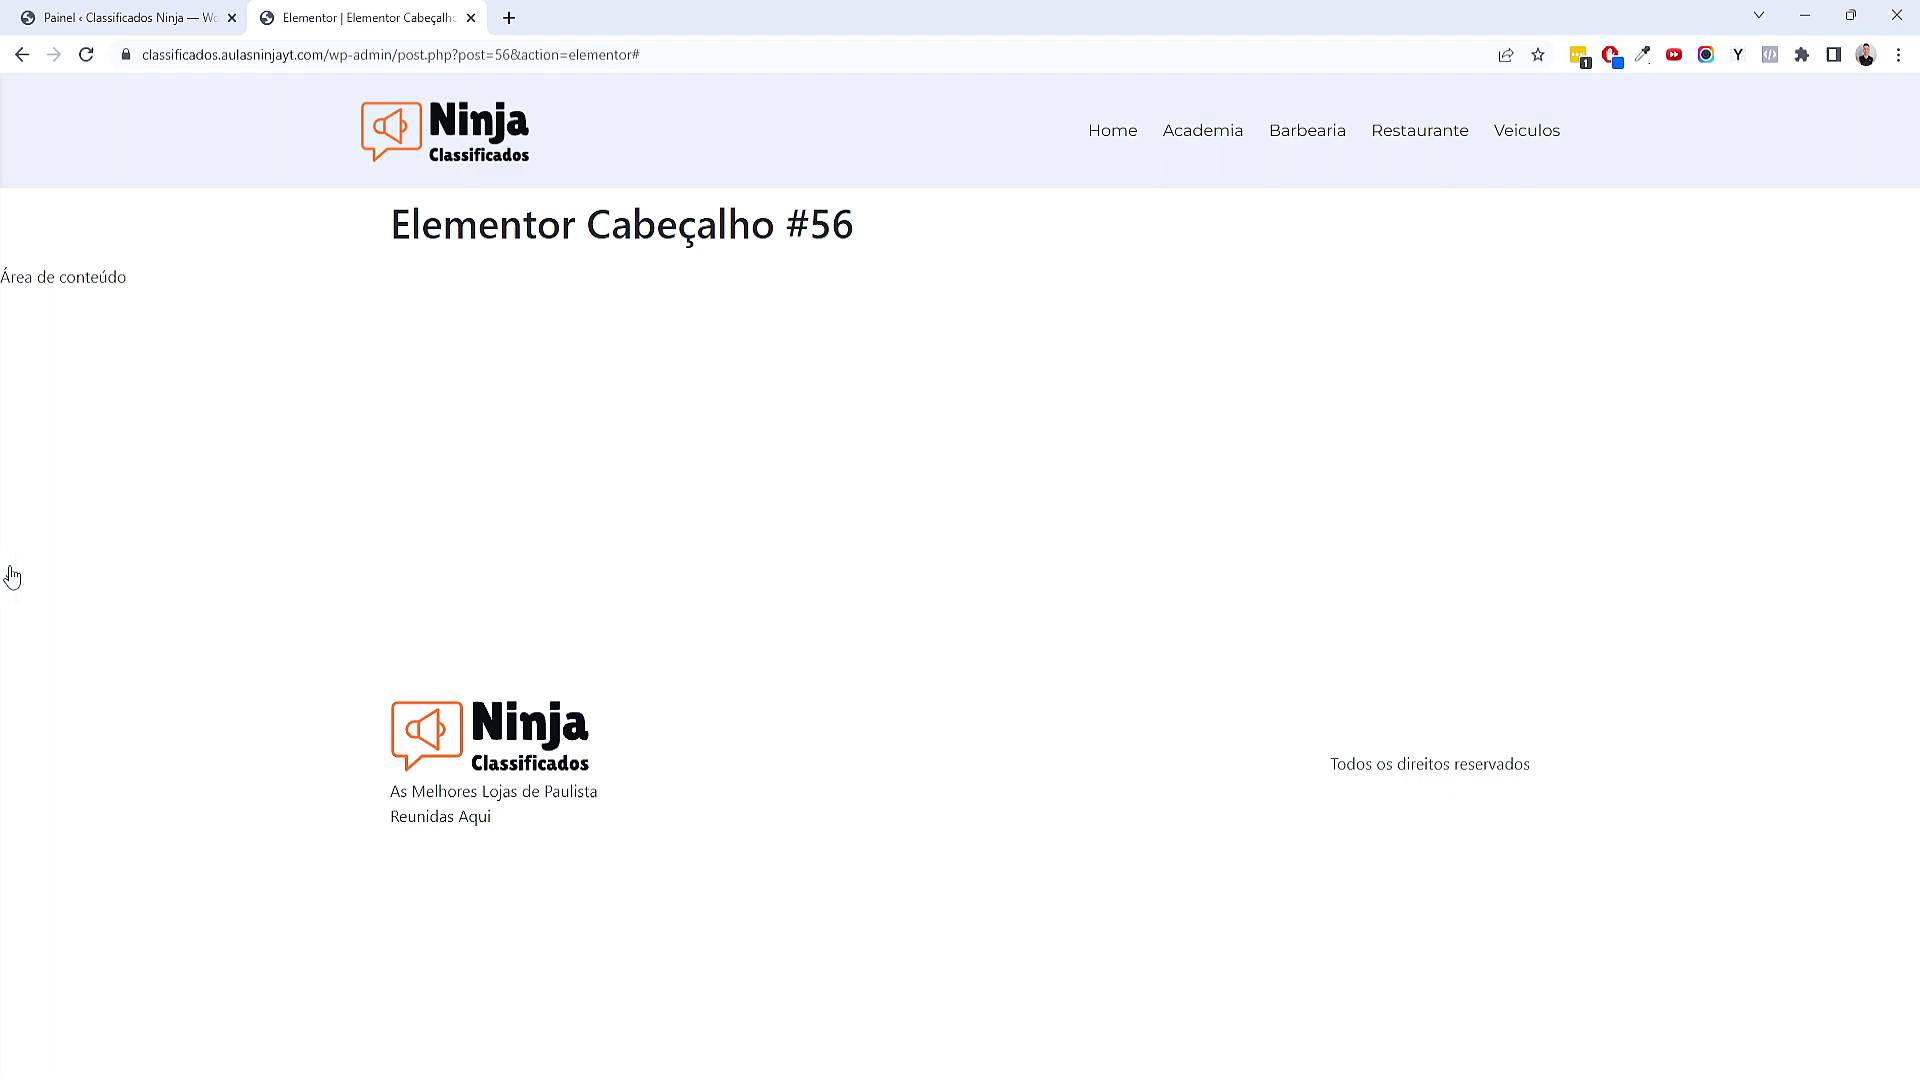 Painel ‹ Classificados Ninja — Wo
Elementor | Elementor Cabeçalho
classificados.aulasninjayt.com/wp-admin/post.php?post=56&action=elementor#
1
Y
Ninja
Classificados
Home
Academia
Barbearia
Restaurante
Veiculos
Elementor Cabeçalho #56
Área de conteúdo
Ninja
Classificados
As Melhores Lojas de Paulista
Reunidas Aqui
Todos os direitos reservados